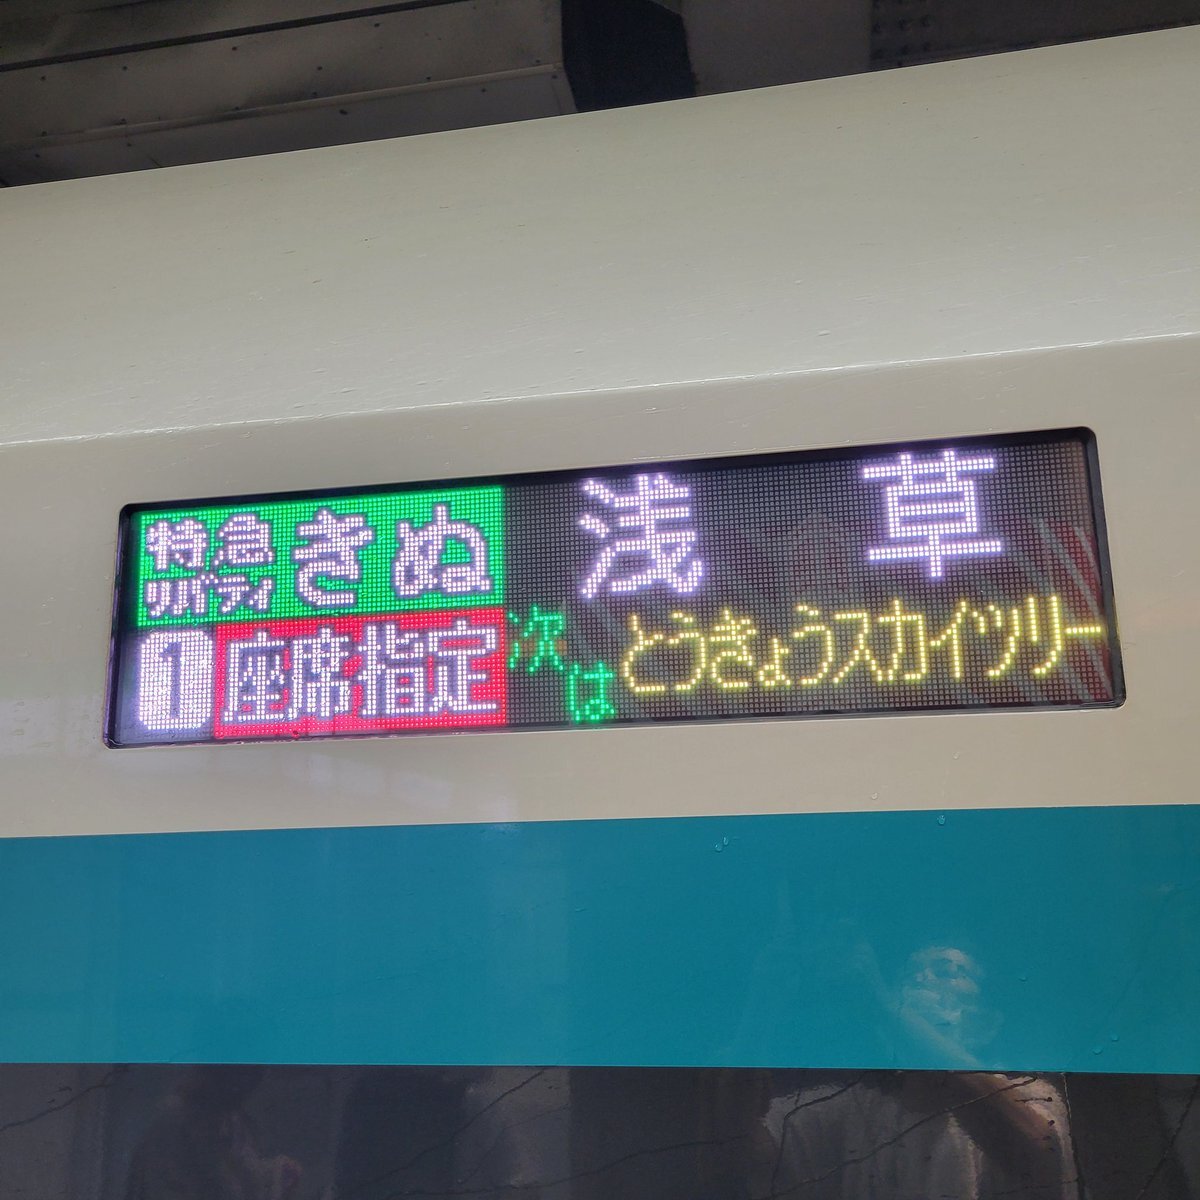 特急 きぬ
リバティ
浅草
1 座席指定
次は とうきょうスカイツリー